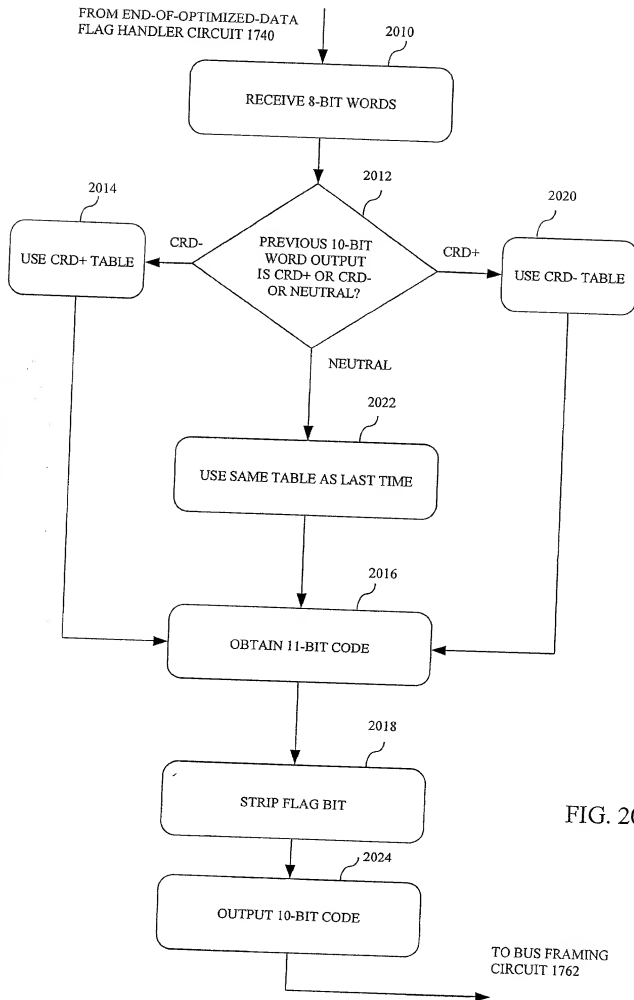 FROM END-OF-OPTIMIZED-DATA
FLAG HANDLER CIRCUIT 1740
2010
RECEIVE 8-BIT WORDS
2012
2014
2020
PREVIOUS 10-BIT
WORD OUTPUT
IS CRD+ OR CRD-
OR NEUTRAL?
CRD-
CRD+
USE CRD+ TABLE
USE CRD- TABLE
NEUTRAL
2022
USE SAME TABLE AS LAST TIME
2016
OBTAIN 11-BIT CODE
2018
STRIP FLAG BIT
FIG. 20
2024
OUTPUT 10-BIT CODE
TO BUS FRAMING
CIRCUIT 1762